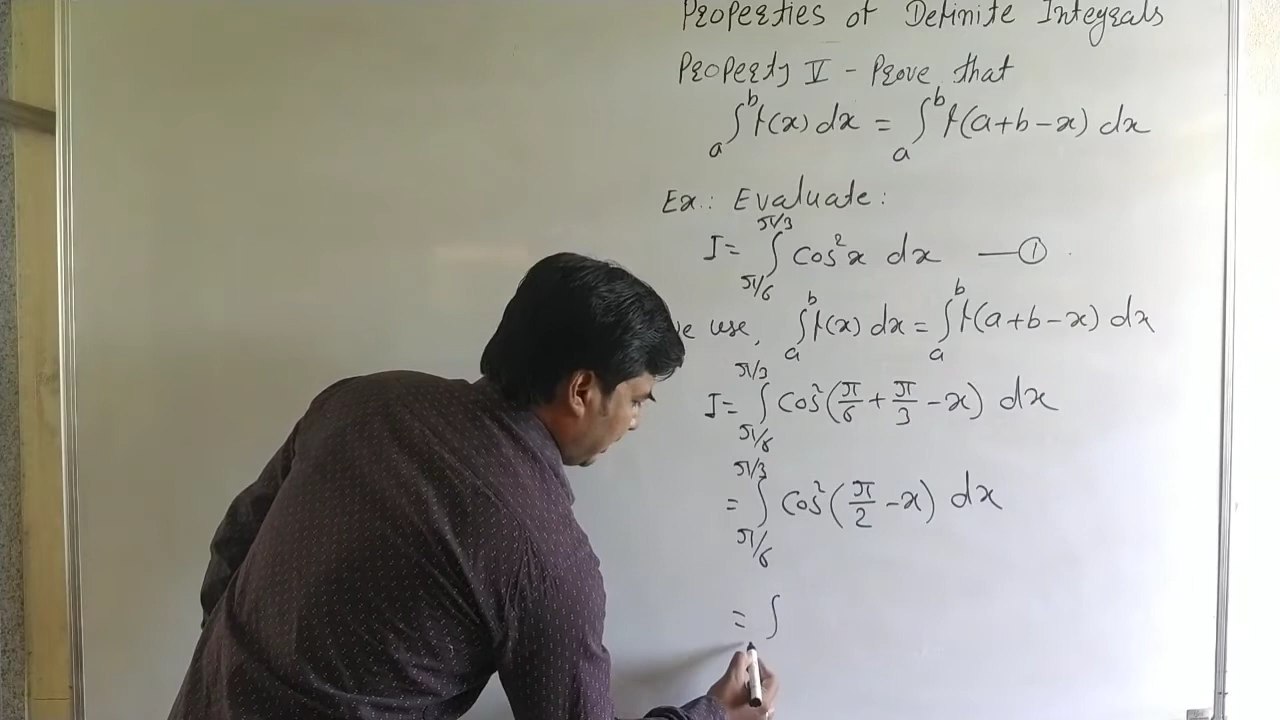 Properties of Definite Integrals
Property V - Prove that
∫_a^b f(x) dx = ∫_a^b f(a+b-x) dx
Ex.: Evaluate:
I = ∫_{π/6}^{π/3} cos²x dx — ①
use, ∫_a^b f(x) dx = ∫_a^b f(a+b-x) dx
I = ∫_{π/6}^{π/3} cos²(π/6 + π/3 - x) dx
= ∫_{π/6}^{π/3} cos²(π/2 - x) dx
= ∫